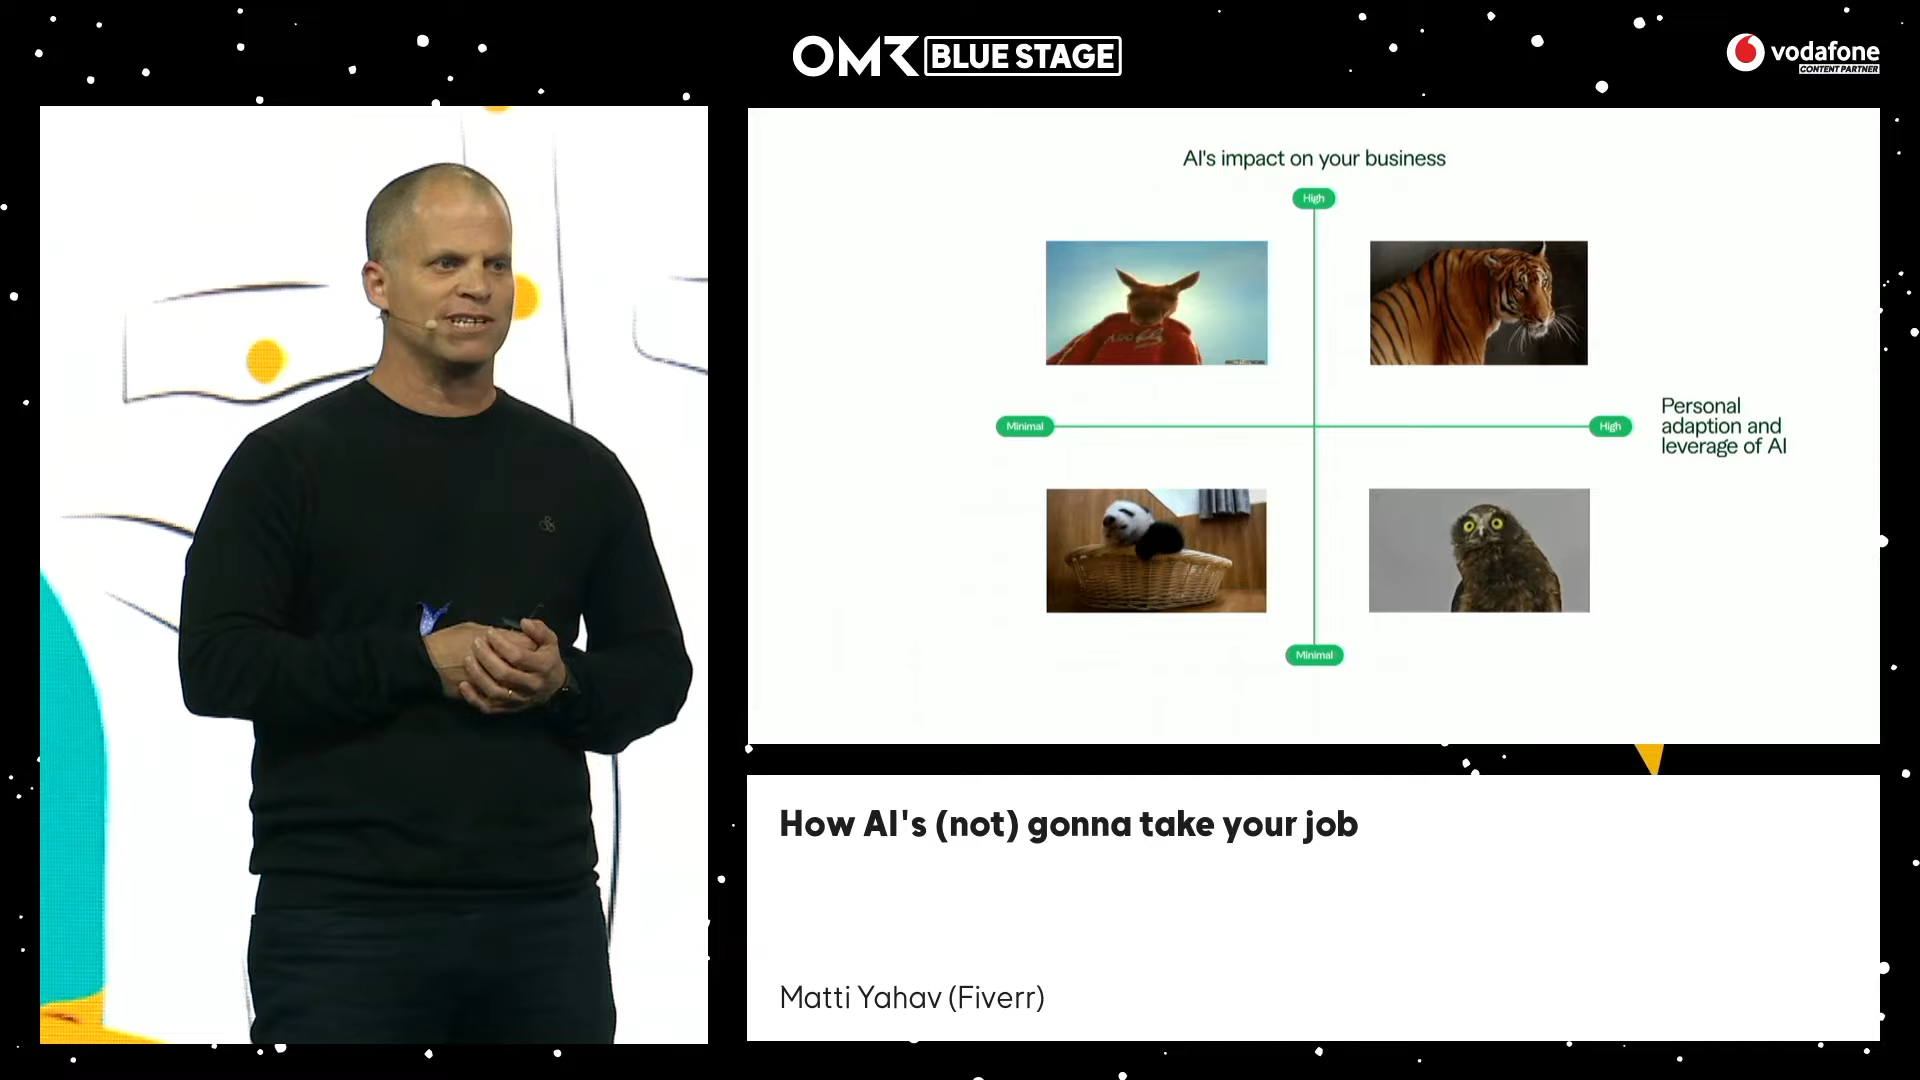 OMR BLUE STAGE
vodafone
CONTENT PARTNER
AI's impact on your business
High
Minimal
High
Personal
adaption and
leverage of AI
Minimal
How AI's (not) gonna take your job
Matti Yahav (Fiverr)